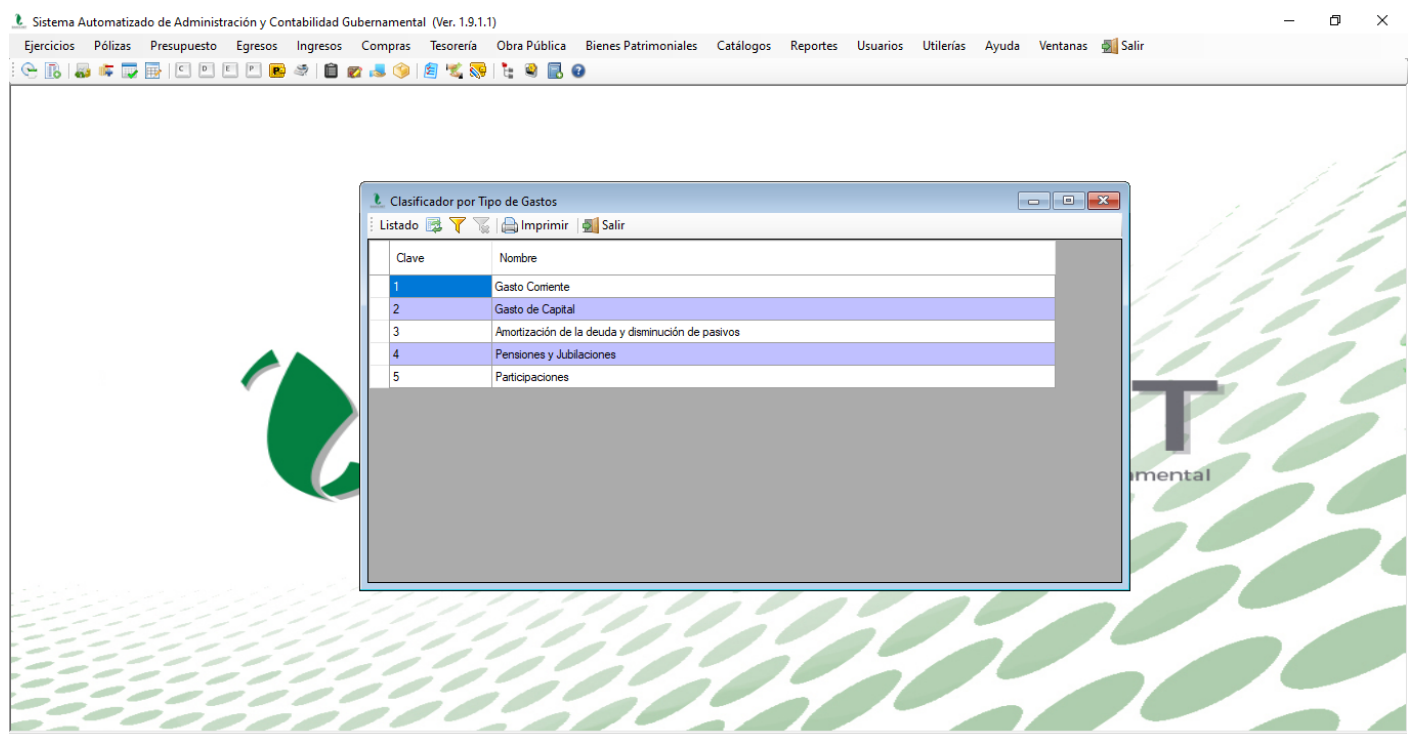 Sistema Automatizado de Administración y Contabilidad Gubernamental (Ver. 1.9.1.1)
Ejercicios Pólizas Presupuesto Egresos Ingresos Compras Tesorería Obra Pública Bienes Patrimoniales Catálogos Reportes Usuarios Utilerías Ayuda Ventanas Salir
C D E P
Clasificador por Tipo de Gastos
Listado Imprimir Salir
Clave Nombre
1 Gasto Corriente
2 Gasto de Capital
3 Amortización de la deuda y disminución de pasivos
4 Pensiones y Jubilaciones
5 Participaciones
T
mental